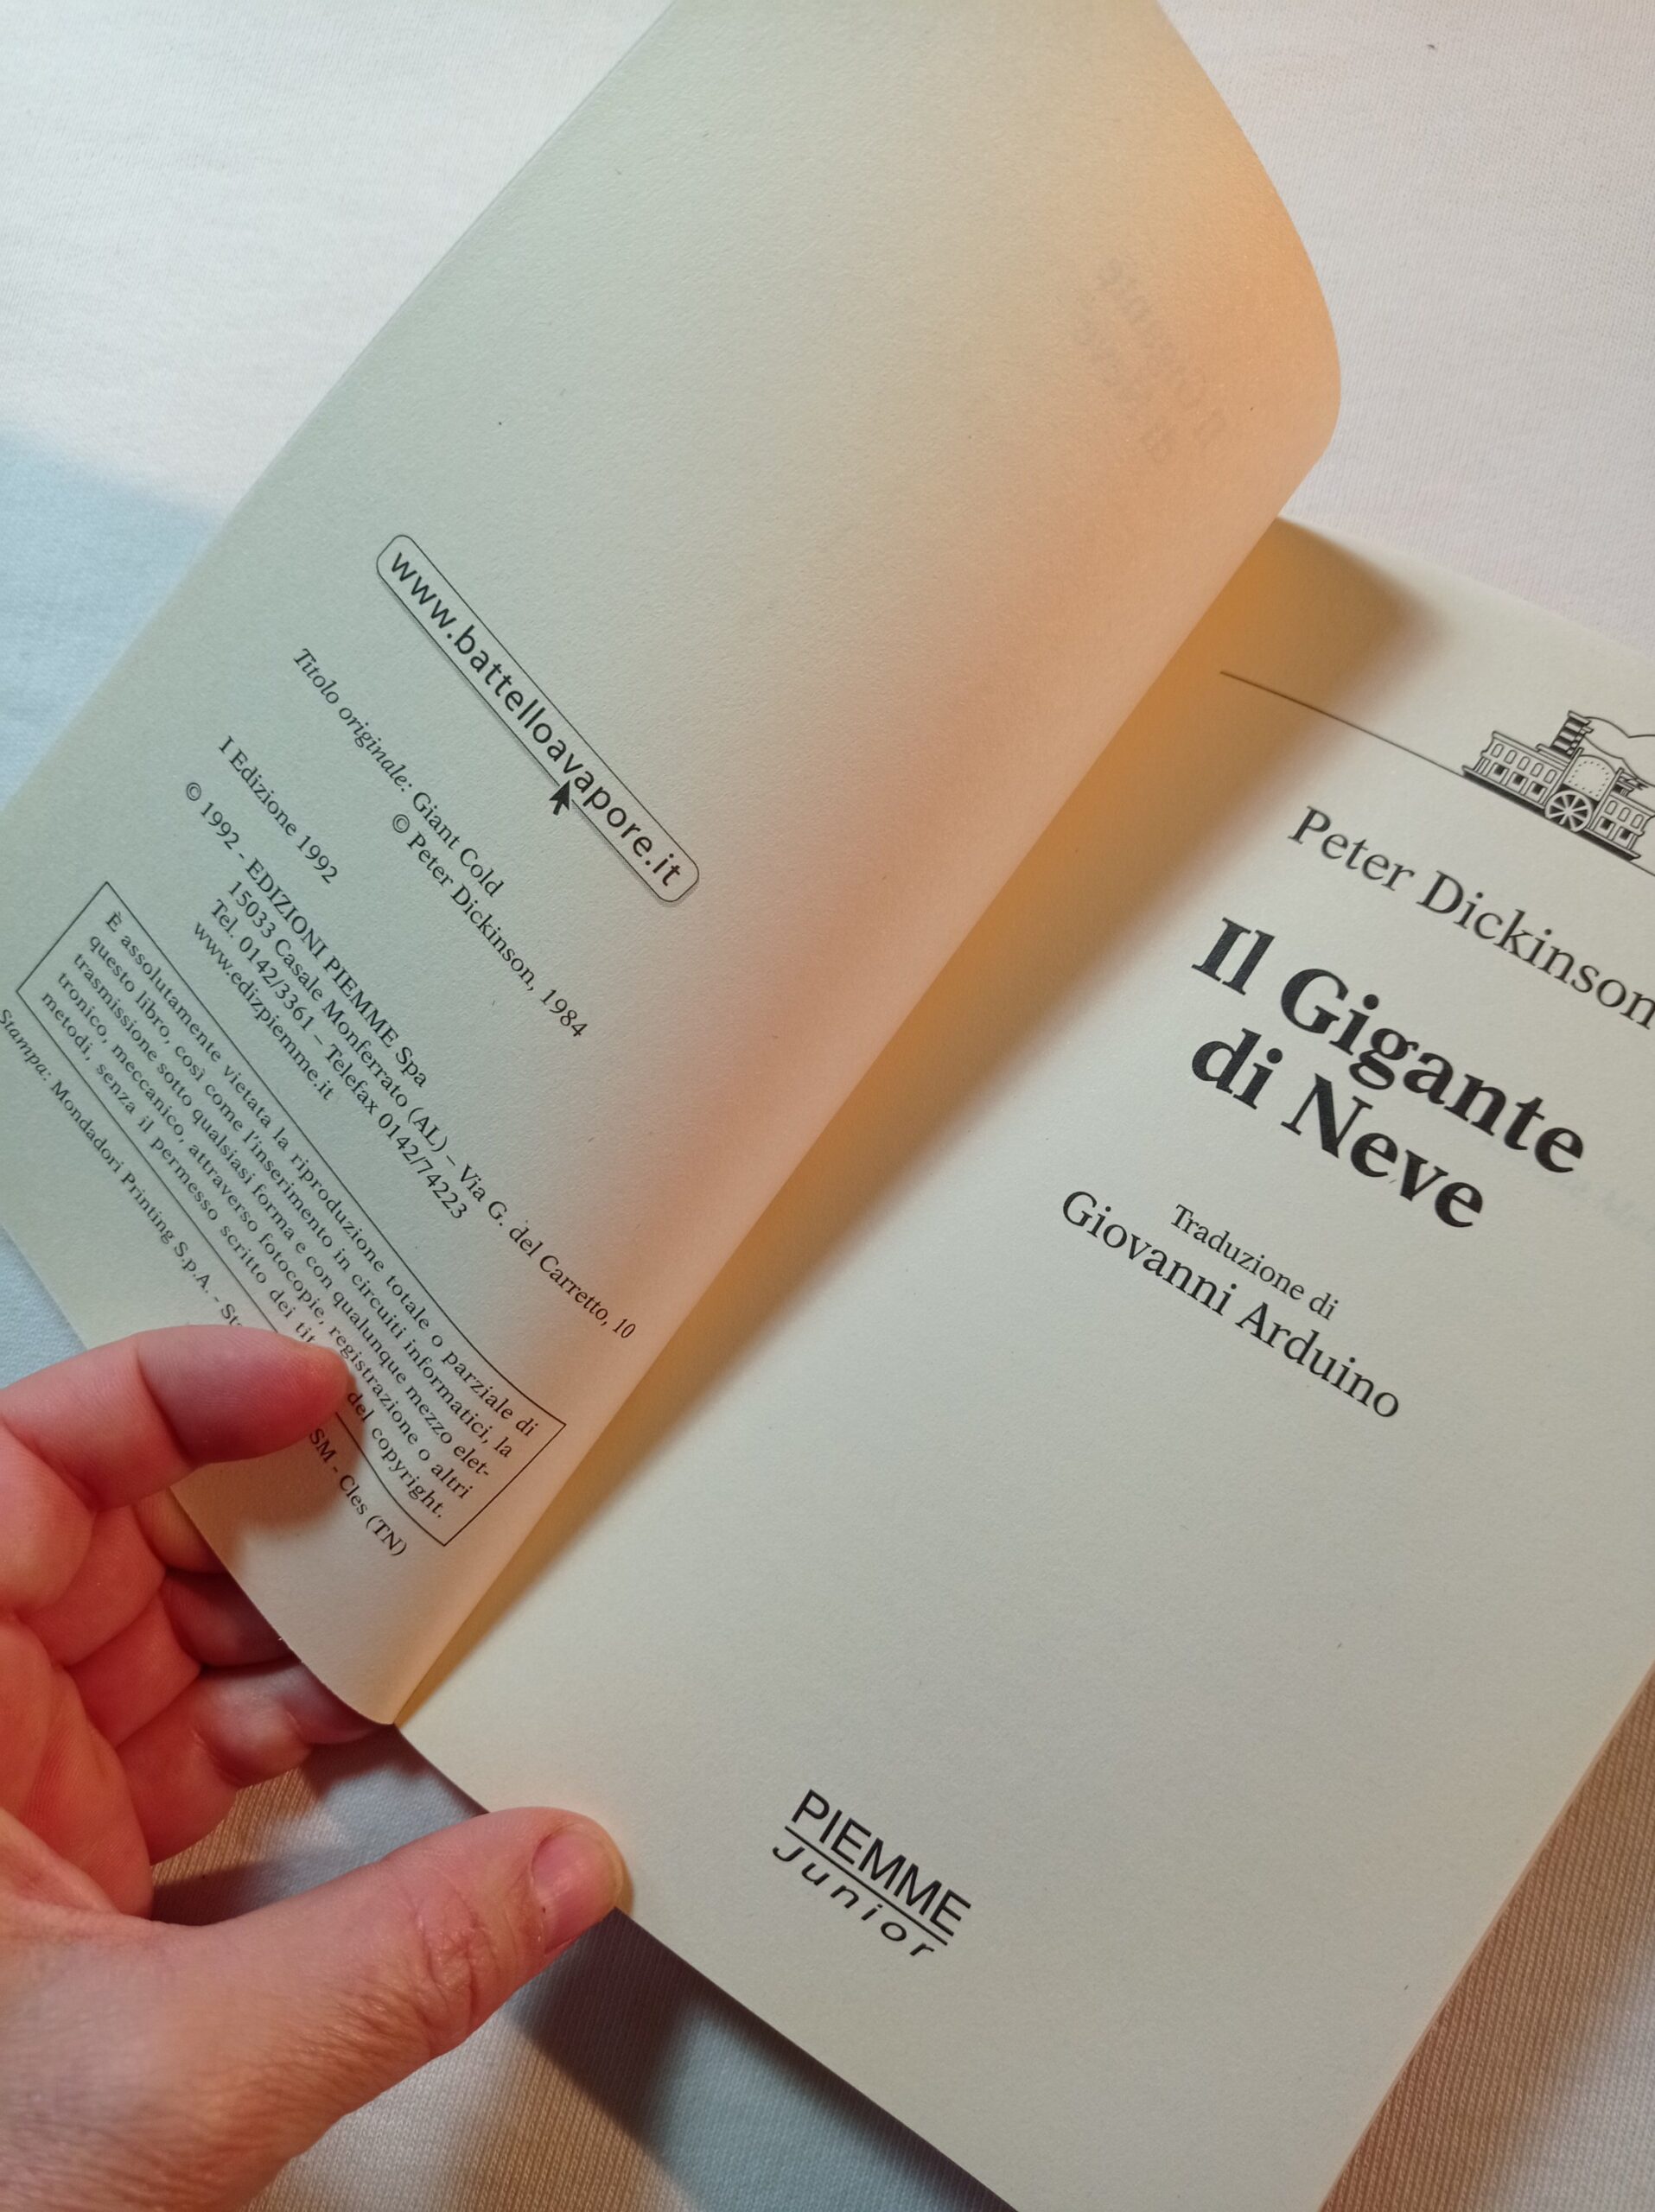 www.battelloavapore.it
Titolo originale: Giant Cold
© Peter Dickinson, 1984
I Edizione 1992
© 1992 - EDIZIONI PIEMME Spa
15033 Casale Monferrato (AL) – Via G. del Carretto, 10
Tel. 0142/3361 – Telefax 0142/74223
www.edizpiemme.it
È assolutamente vietata la riproduzione totale o parziale di
questo libro, così come l'inserimento in circuiti informatici, la
trasmissione sotto qualsiasi forma e con qualunque mezzo elet-
tronico, meccanico, attraverso fotocopie, registrazione o altri
metodi, senza il permesso scritto dei del copyright.
Stampa: Mondadori Printing S.p.A. - Cles (TN)
Peter Dickinson
Il Gigante
di Neve
Traduzione di
Giovanni Arduino
PIEMME
Junior